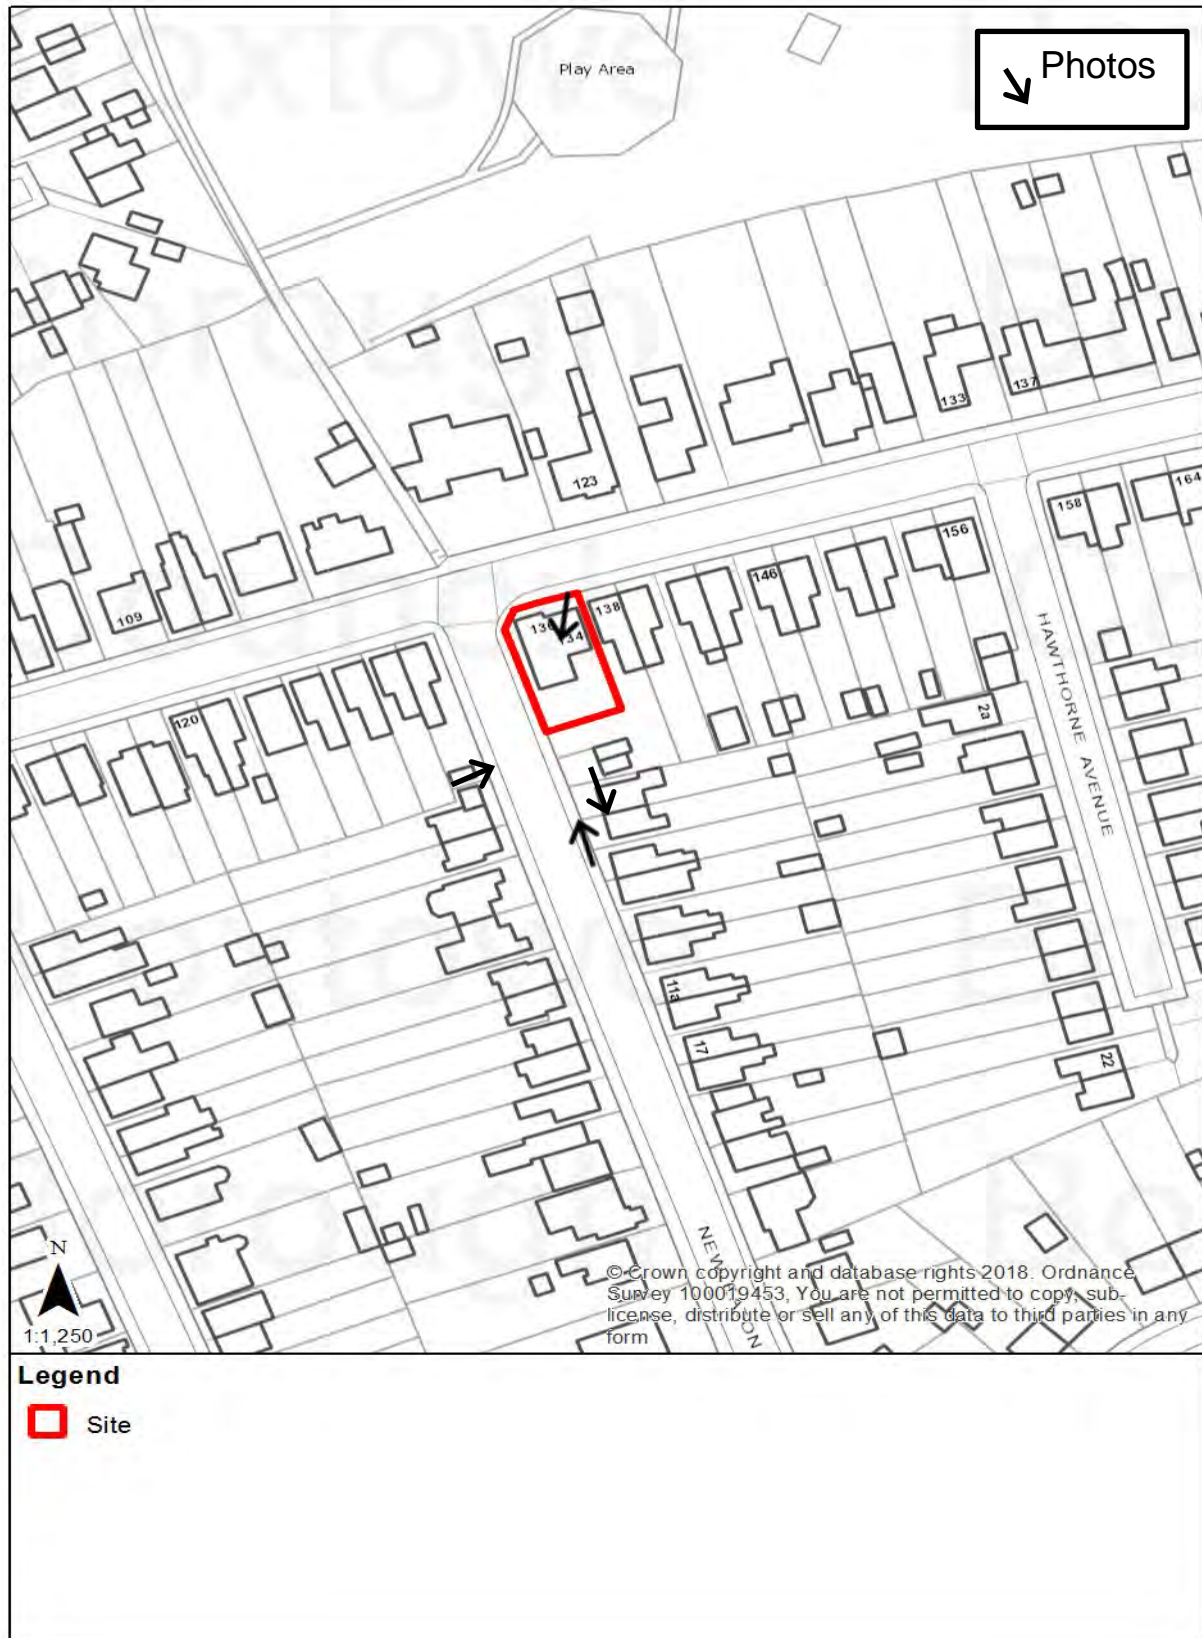 Play Area
Photos
137
133
123
164
158
156
109
146
138
136
134
120
HAWTHORNE AVENUE
2a
11a
17
22
N
1:1,250
© Crown copyright and database rights 2018. Ordnance
Survey 100019453, You are not permitted to copy, sub-
license, distribute or sell any of this data to third parties in any
form
Legend
Site